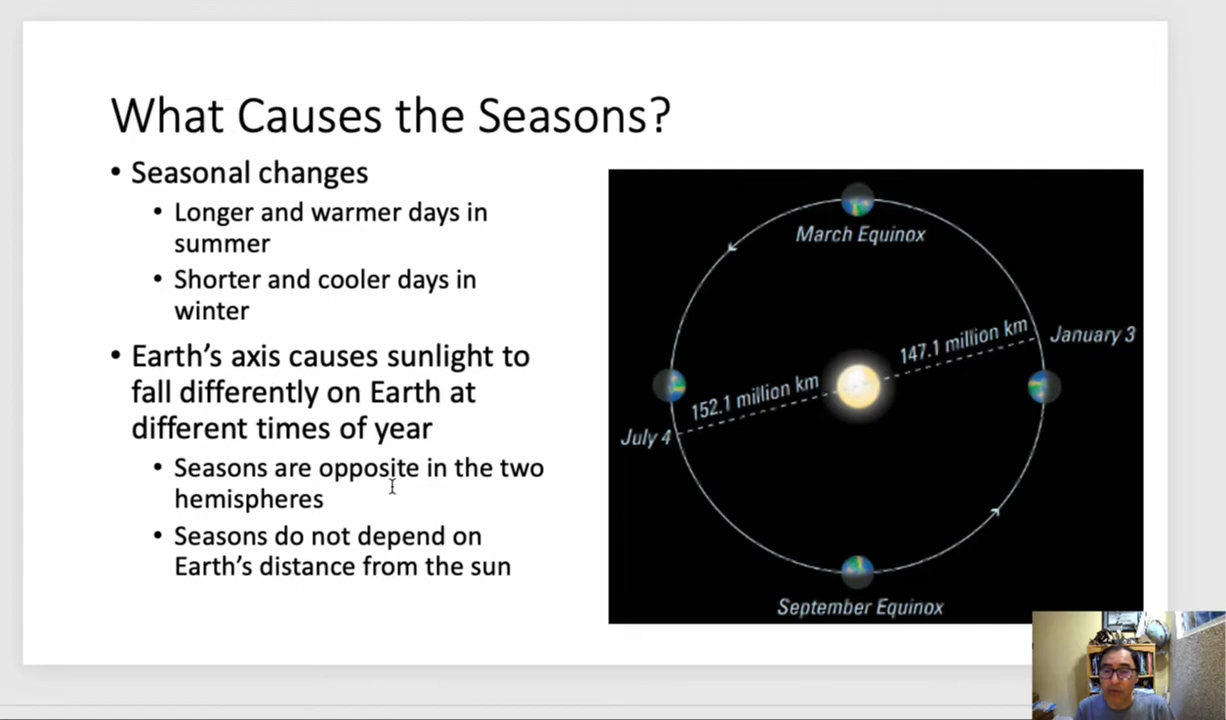 What Causes the Seasons?
• Seasonal changes
• Longer and warmer days in
summer
• Shorter and cooler days in
winter
• Earth's axis causes sunlight to
fall differently on Earth at
different times of year
• Seasons are opposite in the two
hemispheres
• Seasons do not depend on
Earth's distance from the sun
March Equinox
147.1 million km
January 3
152.1 million km
July 4
September Equinox